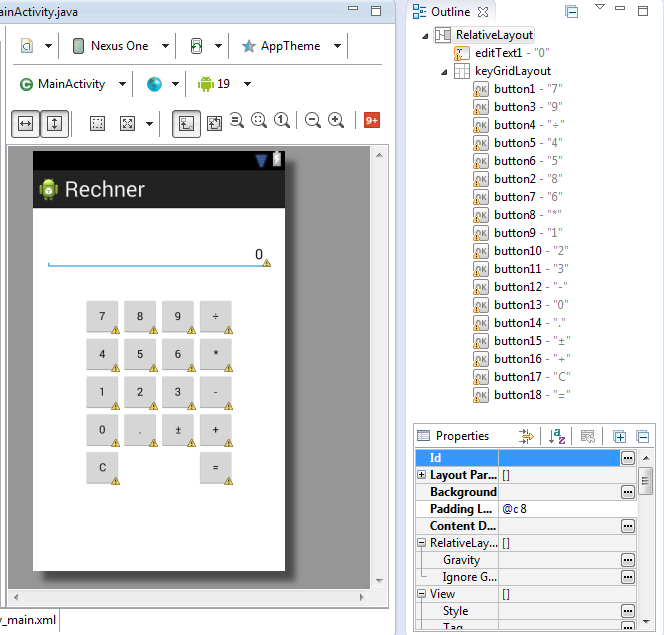 ainActivity.java
Nexus One
AppTheme
MainActivity
19
9+
Rechner
0
7 8 9 ÷
4 5 6 *
1 2 3 -
0 . ± +
C =
y_main.xml
Outline
RelativeLayout
editText1 - "0"
keyGridLayout
button1 - "7"
button3 - "9"
button4 - "÷"
button5 - "4"
button6 - "5"
button2 - "8"
button7 - "6"
button8 - "*"
button9 - "1"
button10 - "2"
button11 - "3"
button12 - "-"
button13 - "0"
button14 - "."
button15 - "±"
button16 - "+"
button17 - "C"
button18 - "="
Properties
Id
Layout Par... []
Background
Padding L... @c 8
Content D...
RelativeLay... []
Gravity
Ignore G...
View []
Style
Tag